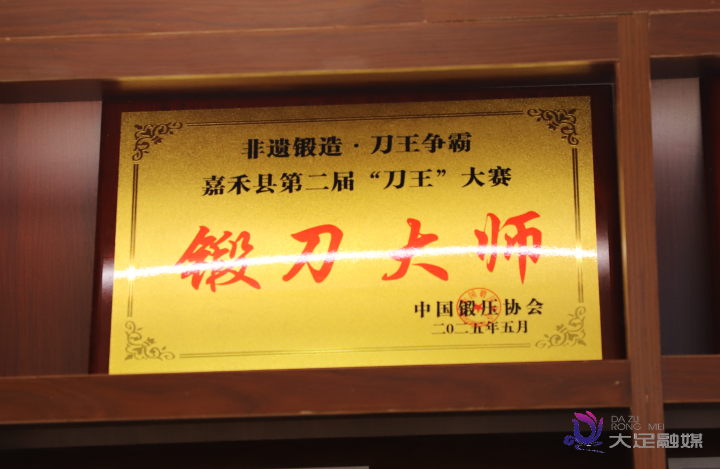 非遗锻造·刀王争霸
嘉禾县第二届“刀王”大赛
锻刀大师
中国锻压协会
二〇二五年五月
DA ZU
RONG MEI
大足融媒